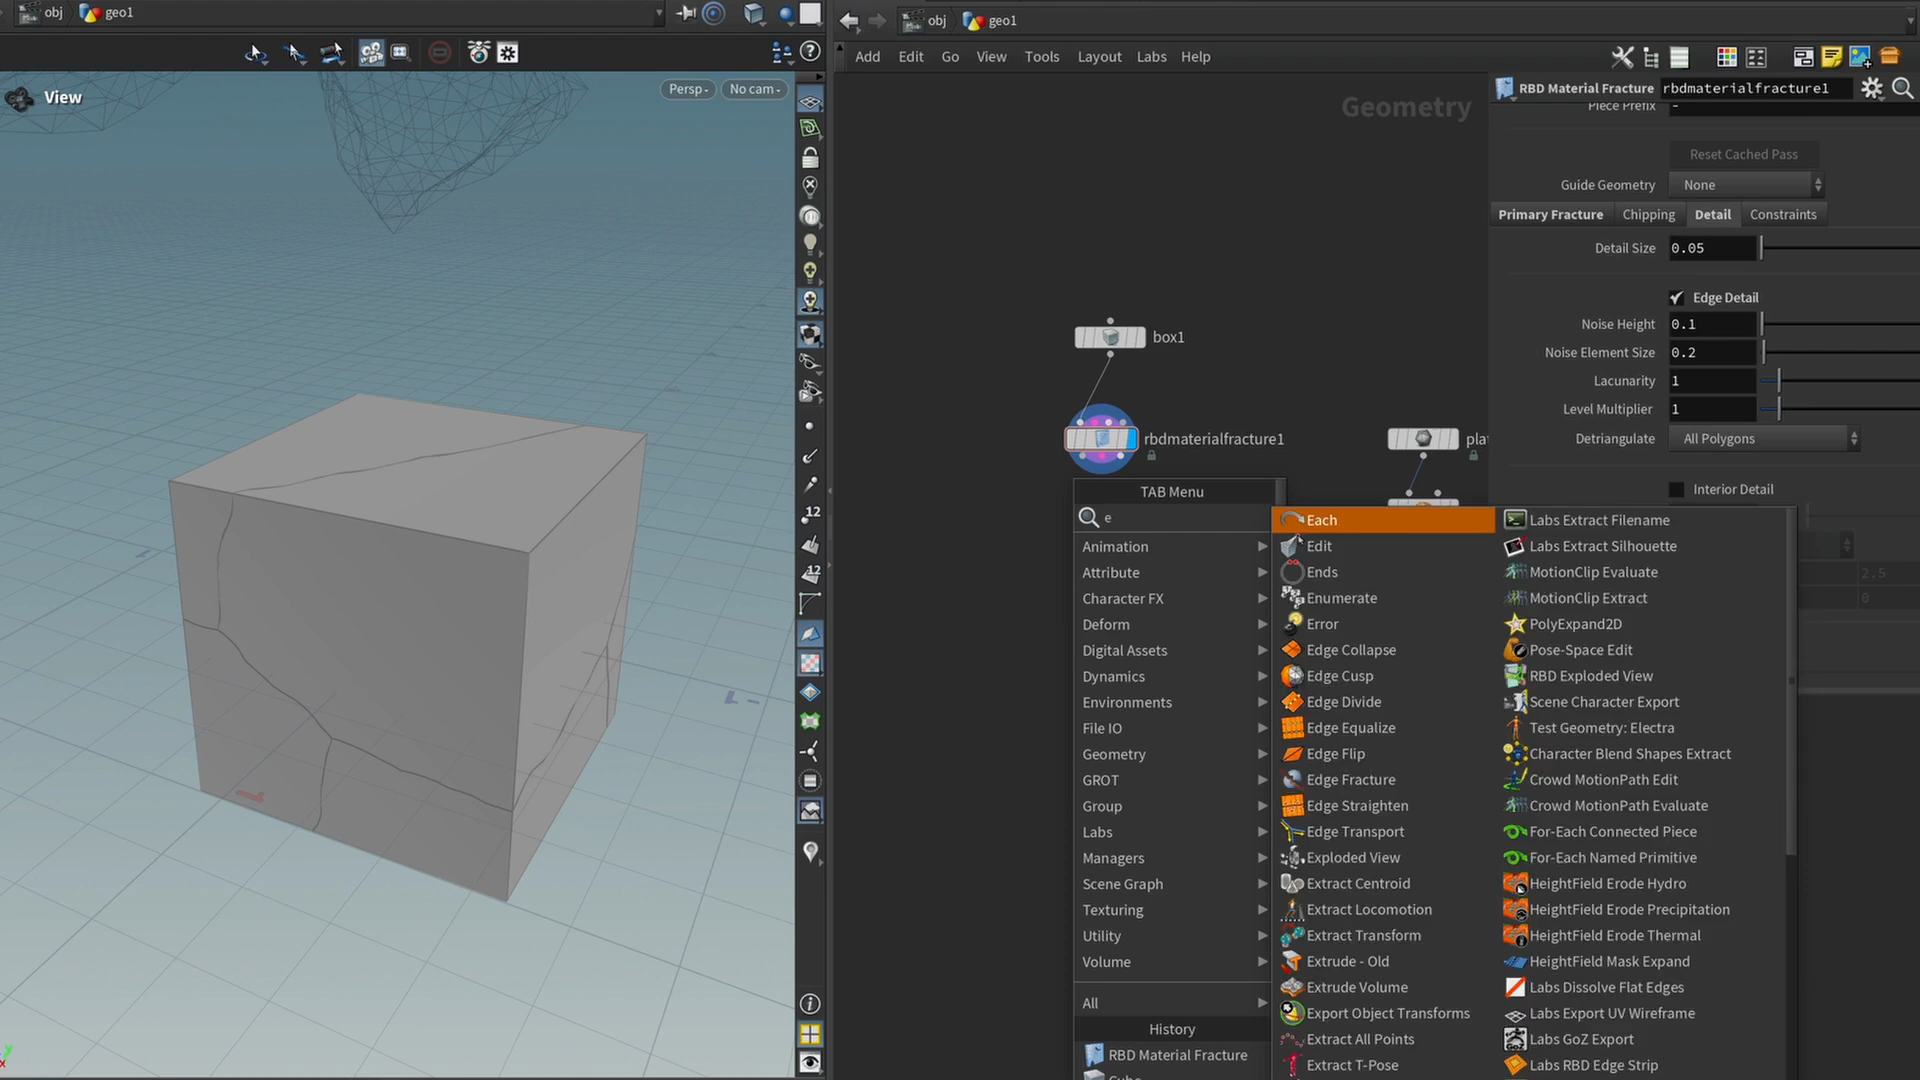 obj geo1
View
Persp No cam
12
12
obj geo1
Add Edit Go View Tools Layout Labs Help
Geometry
RBD Material Fracture rbdmaterialfracture1
Piece Prefix -
Reset Cached Pass
Guide Geometry None
Primary Fracture Chipping Detail Constraints
Detail Size 0.05
Edge Detail
Noise Height 0.1
Noise Element Size 0.2
Lacunarity 1
Level Multiplier 1
Detriangulate All Polygons
Interior Detail
2.5
0
box1
rbdmaterialfracture1
plat
TAB Menu
e
Animation
Attribute
Character FX
Deform
Digital Assets
Dynamics
Environments
File IO
Geometry
GROT
Group
Labs
Managers
Scene Graph
Texturing
Utility
Volume
All
History
RBD Material Fracture
Each
Edit
Ends
Enumerate
Error
Edge Collapse
Edge Cusp
Edge Divide
Edge Equalize
Edge Flip
Edge Fracture
Edge Straighten
Edge Transport
Exploded View
Extract Centroid
Extract Locomotion
Extract Transform
Extrude - Old
Extrude Volume
Export Object Transforms
Extract All Points
Extract T-Pose
Labs Extract Filename
Labs Extract Silhouette
MotionClip Evaluate
MotionClip Extract
PolyExpand2D
Pose-Space Edit
RBD Exploded View
Scene Character Export
Test Geometry: Electra
Character Blend Shapes Extract
Crowd MotionPath Edit
Crowd MotionPath Evaluate
For-Each Connected Piece
For-Each Named Primitive
HeightField Erode Hydro
HeightField Erode Precipitation
HeightField Erode Thermal
HeightField Mask Expand
Labs Dissolve Flat Edges
Labs Export UV Wireframe
Labs GoZ Export
Labs RBD Edge Strip